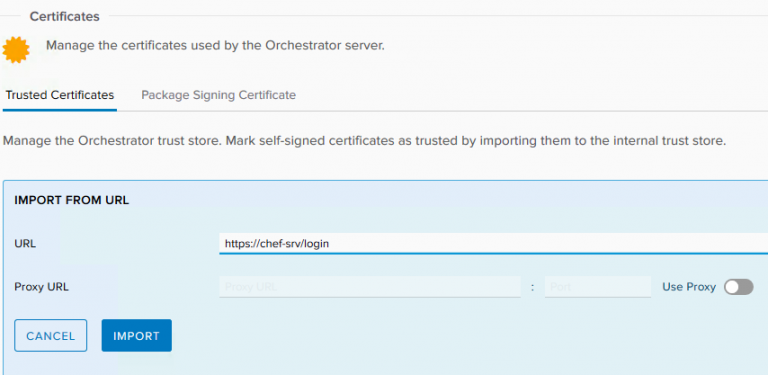 Certificates
Manage the certificates used by the Orchestrator server.
Trusted Certificates Package Signing Certificate
Manage the Orchestrator trust store. Mark self-signed certificates as trusted by importing them to the internal trust store.
IMPORT FROM URL
URL https://chef-srv/login
Proxy URL Proxy URL : Port Use Proxy
CANCEL IMPORT